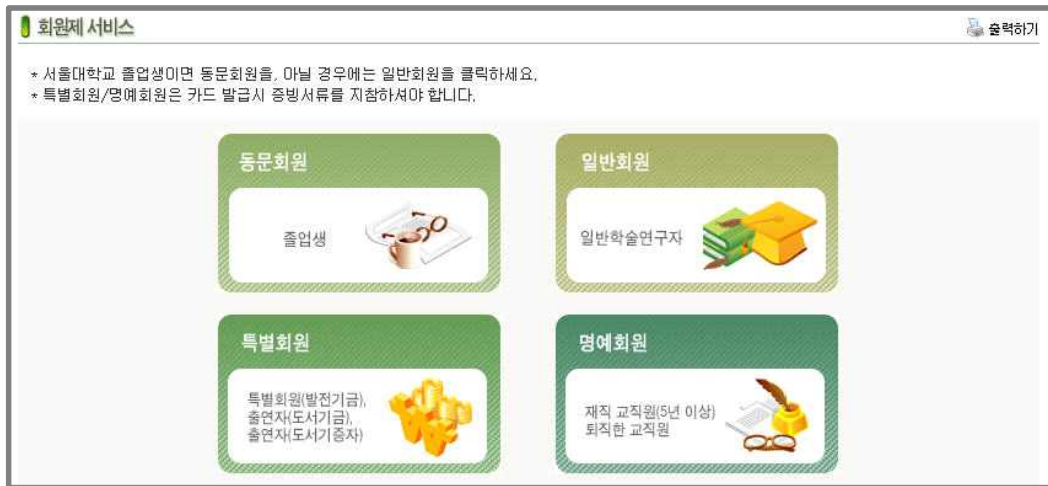 회원제 서비스
출력하기
* 서울대학교 졸업생이면 동문회원을, 아닐 경우에는 일반회원을 클릭하세요.
* 특별회원/명예회원은 카드 발급시 증빙서류를 지참하셔야 합니다.
동문회원
졸업생
일반회원
일반학술연구자
특별회원
특별회원(발전기금),
출연자(도서기금),
출연자(도서기증자)
명예회원
재직 교직원(5년 이상)
퇴직한 교직원